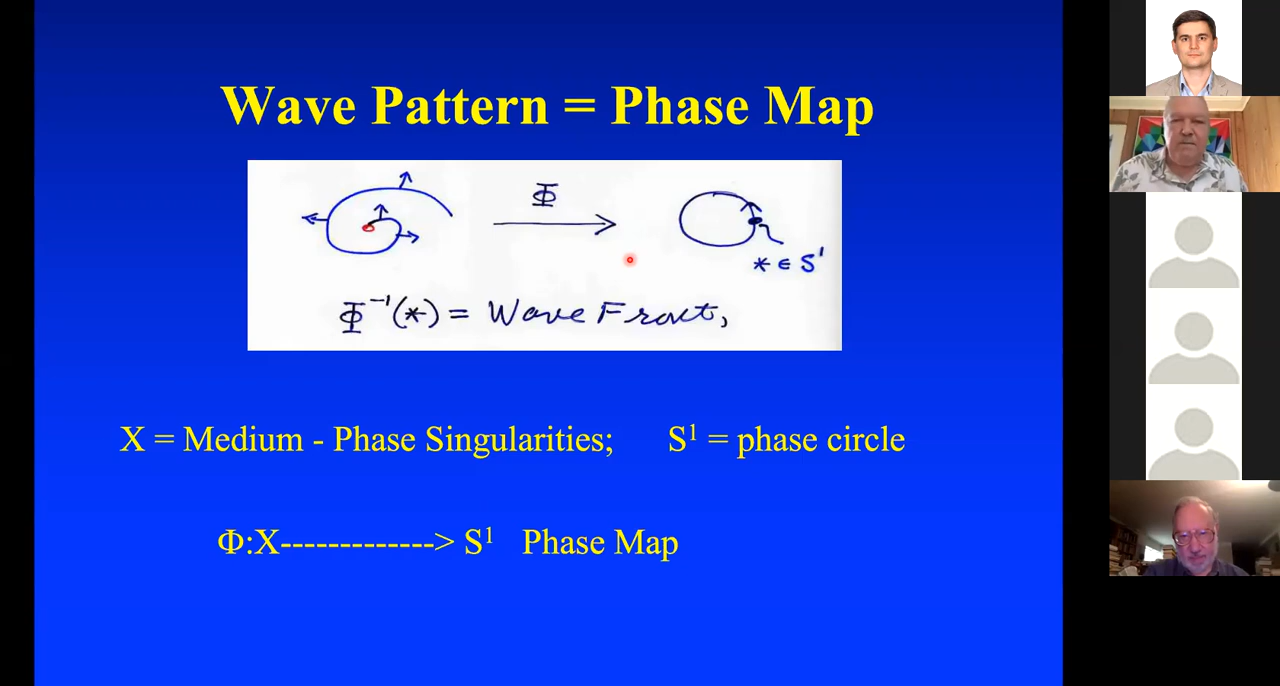 Wave Pattern = Phase Map
Φ
* ∈ S¹
Φ⁻¹(*) = Wave Front,
X = Medium - Phase Singularities; S¹ = phase circle
Φ:X-------------> S¹ Phase Map